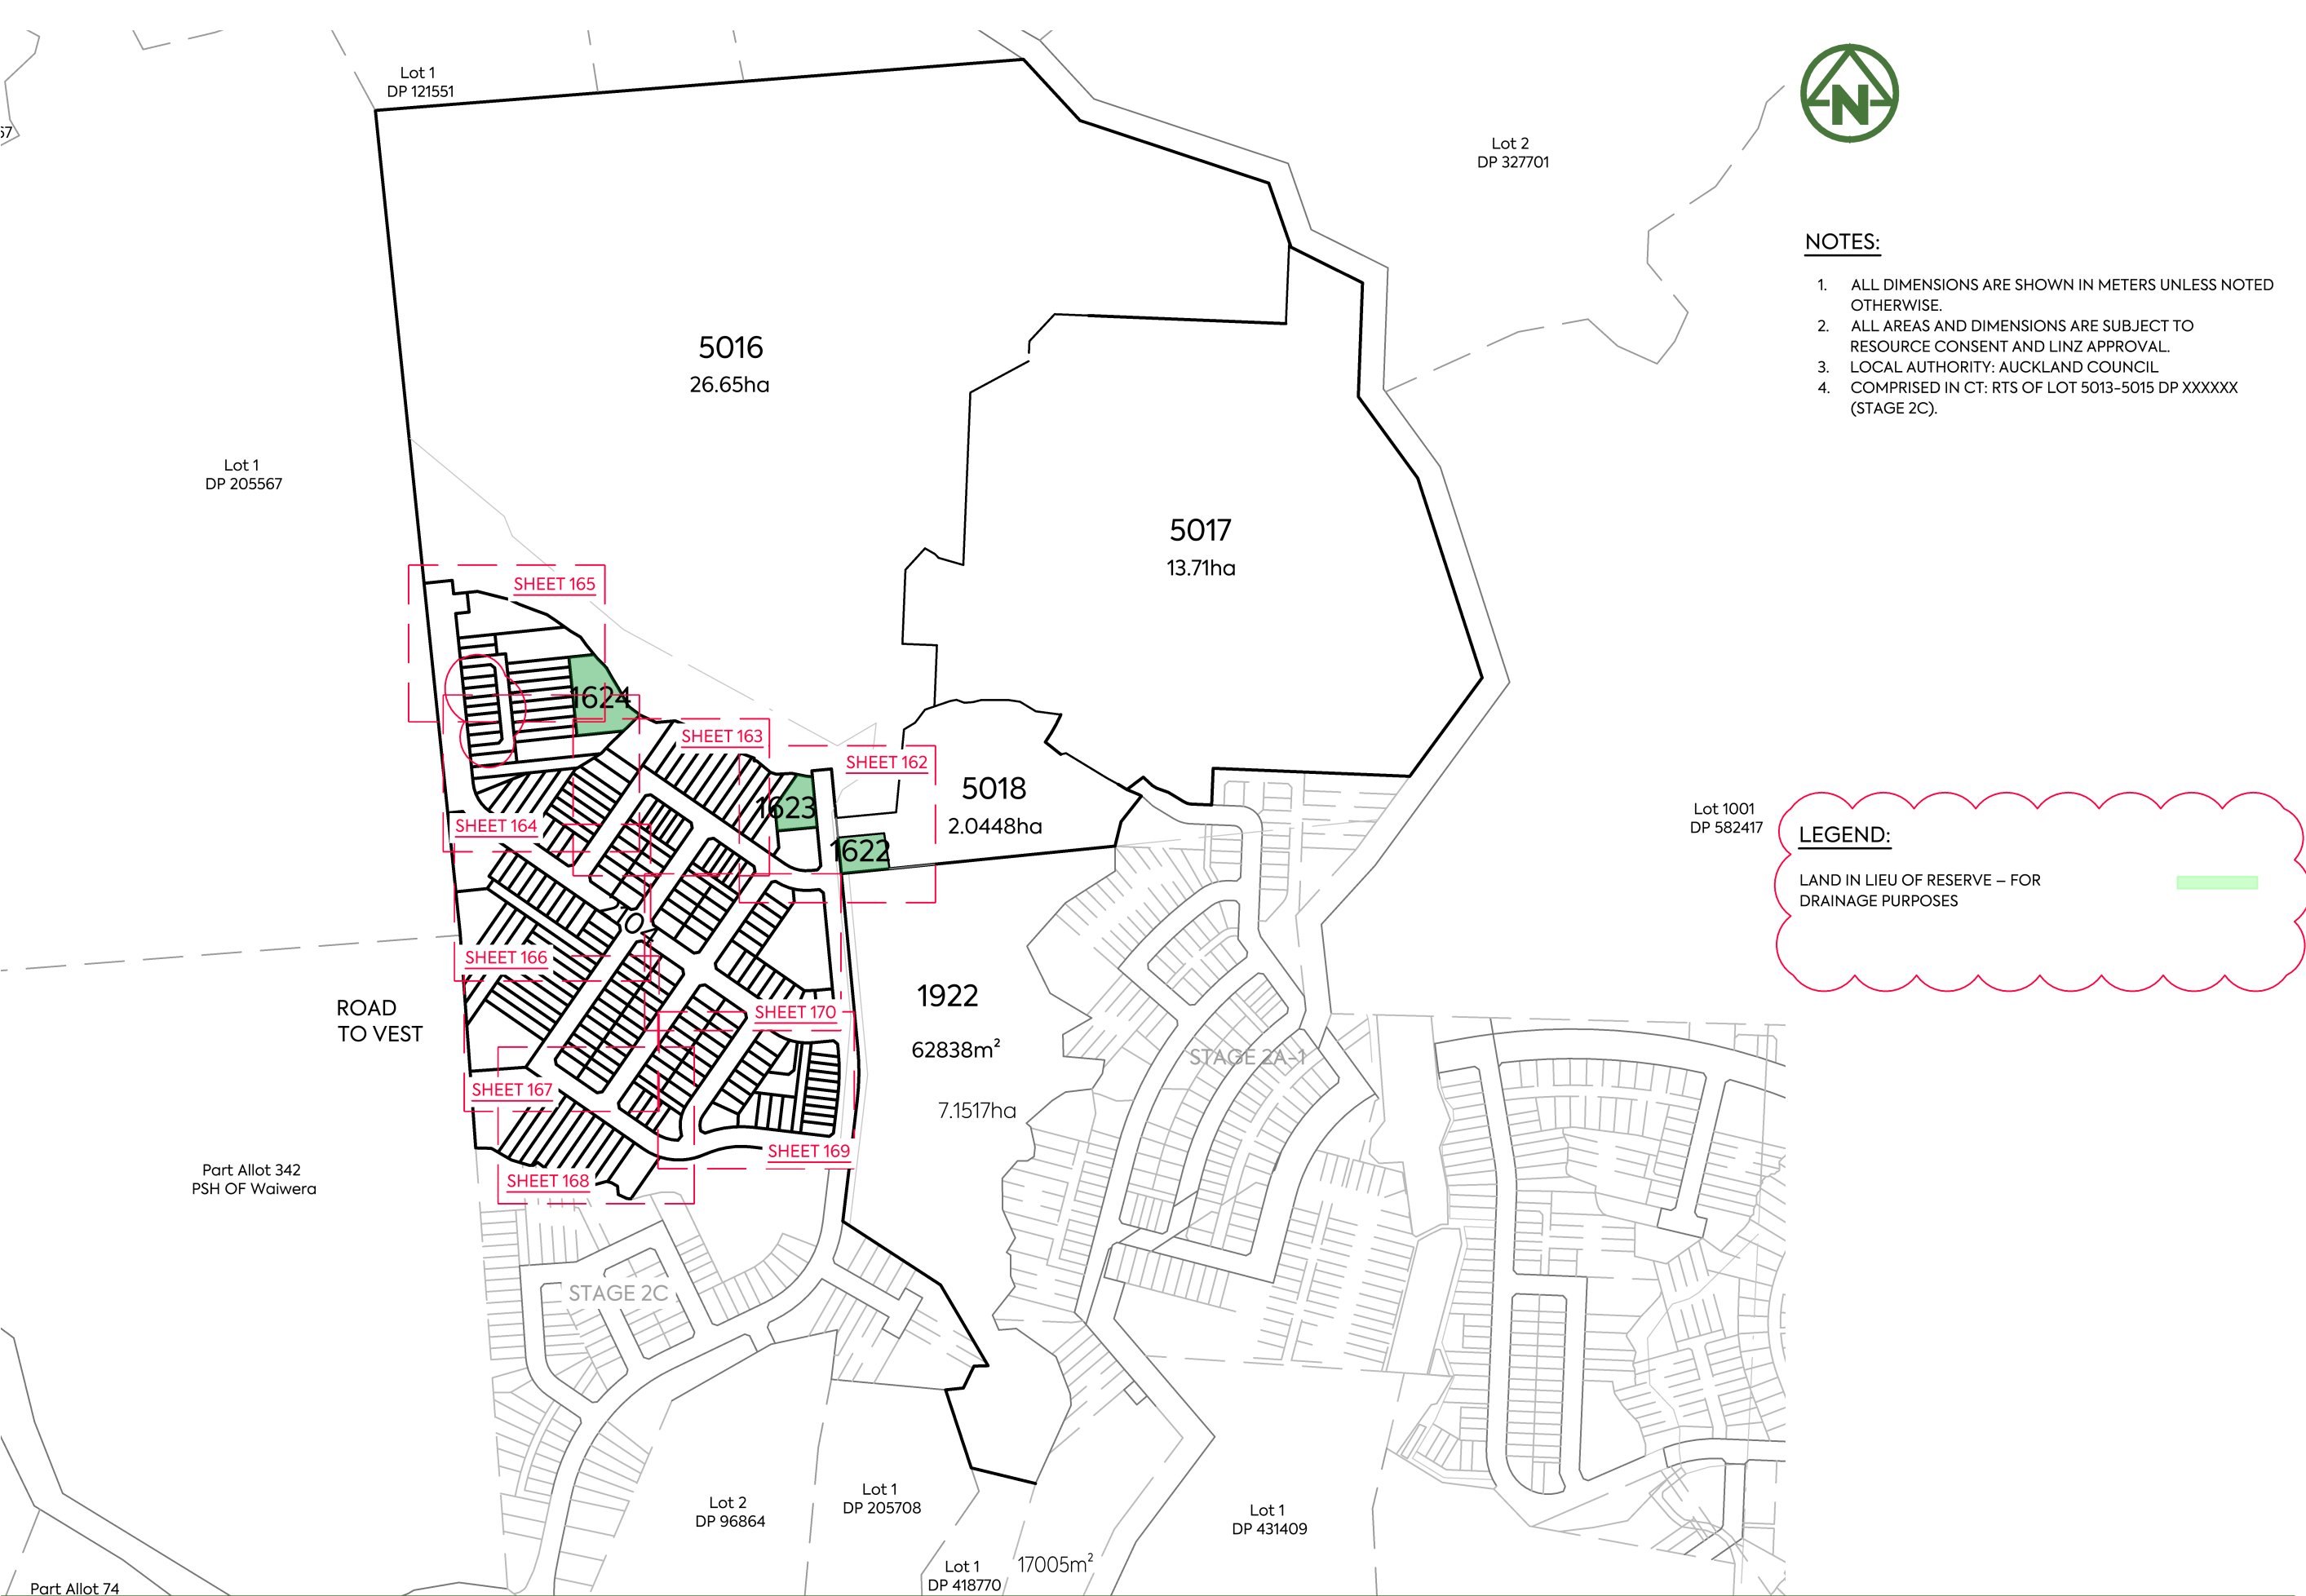 Lot 1
DP 121551
N
Lot 2
DP 327701
NOTES:
1. ALL DIMENSIONS ARE SHOWN IN METERS UNLESS NOTED
OTHERWISE.
2. ALL AREAS AND DIMENSIONS ARE SUBJECT TO
RESOURCE CONSENT AND LINZ APPROVAL.
3. LOCAL AUTHORITY: AUCKLAND COUNCIL
4. COMPRISED IN CT: RTS OF LOT 5013-5015 DP XXXXXX
(STAGE 2C).
5016
26.65ha
Lot 1
DP 205567
5017
13.71ha
SHEET 165
1624
SHEET 163
SHEET 162
5018
2.0448ha
1623
SHEET 164
1622
Lot 1001
DP 582417
LEGEND:
LAND IN LIEU OF RESERVE – FOR
DRAINAGE PURPOSES
SHEET 166
1922
62838m²
7.1517ha
ROAD
TO VEST
SHEET 170
STAGE 2A-1
SHEET 167
SHEET 169
SHEET 168
Part Allot 342
PSH OF Waiwera
STAGE 2C
Lot 2
DP 96864
Lot 1
DP 205708
Lot 1
DP 431409
Lot 1
DP 418770
17005m²
Part Allot 74